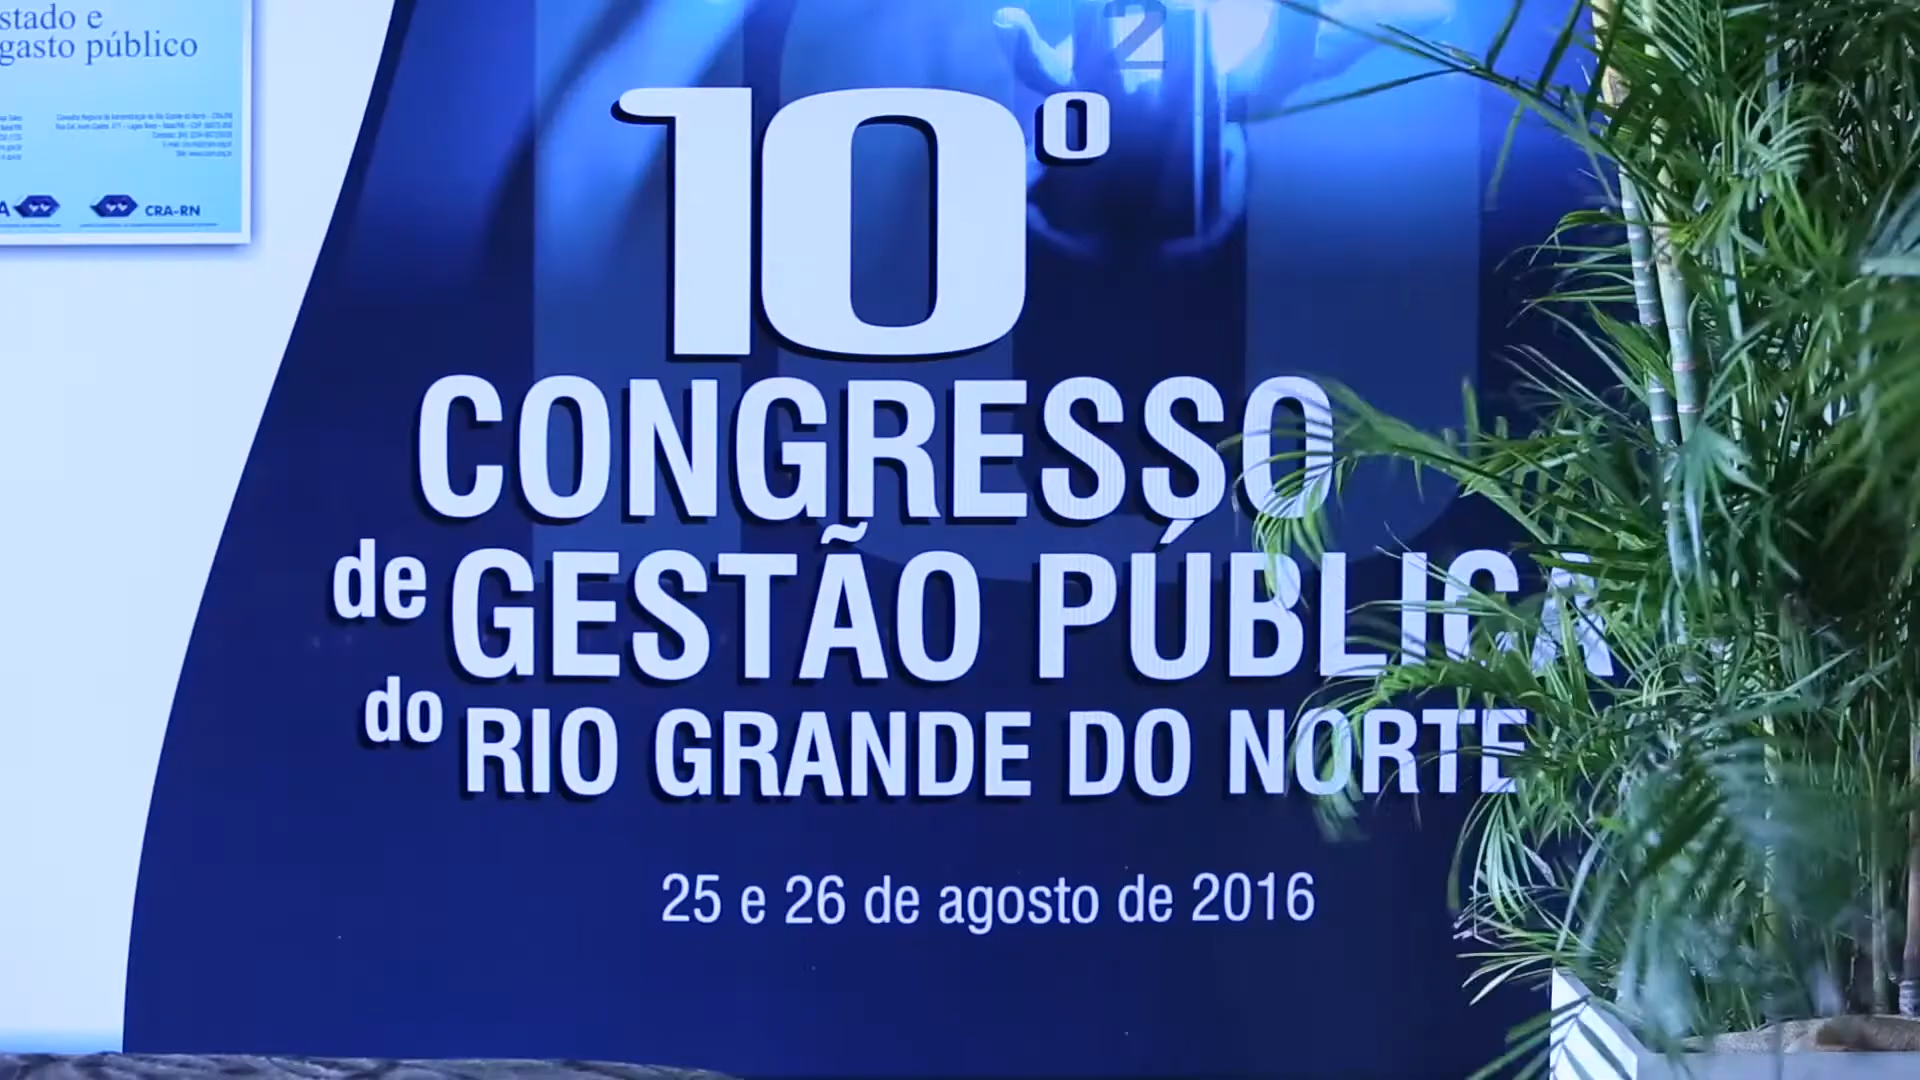 stado e
gasto público
CRA-RN
2
10º
CONGRESSO
de GESTÃO PÚBLICA
do RIO GRANDE DO NORTE
25 e 26 de agosto de 2016